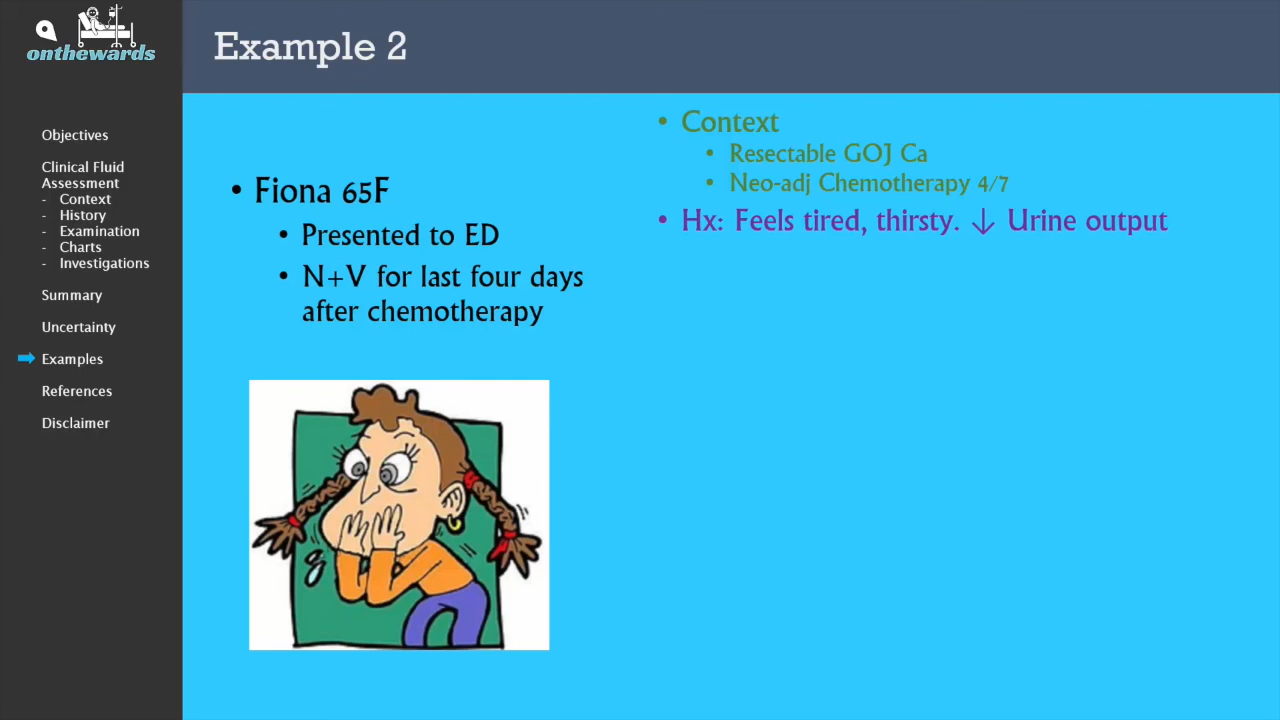 onthewards
Example 2
Objectives
Clinical Fluid
Assessment
- Context
- History
- Examination
- Charts
- Investigations
Summary
Uncertainty
Examples
References
Disclaimer
• Fiona 65F
• Presented to ED
• N+V for last four days
after chemotherapy
• Context
• Resectable GOJ Ca
• Neo-adj Chemotherapy 4/7
• Hx: Feels tired, thirsty. ↓ Urine output